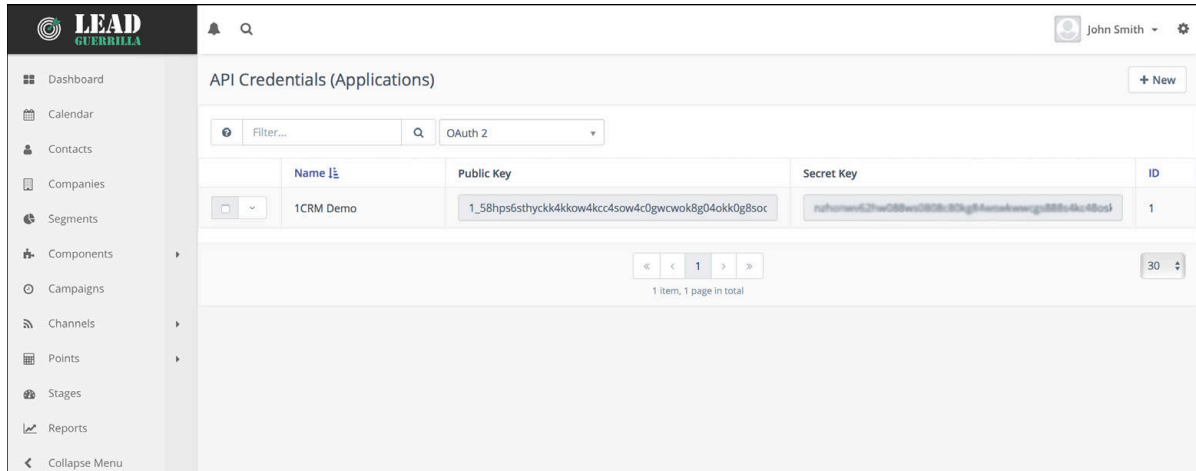 LEAD
GUERRILLA
John Smith
Dashboard
Calendar
Contacts
Companies
Segments
Components
Campaigns
Channels
Points
Stages
Reports
Collapse Menu
API Credentials (Applications)
+ New
Filter...
OAuth 2
Name Public Key Secret Key ID
1CRM Demo 1_58hps6sthyckk4kkow4kcc4sow4c0gwcwok8g04okk0g8soc 1
« < 1 > »
30
1 item, 1 page in total